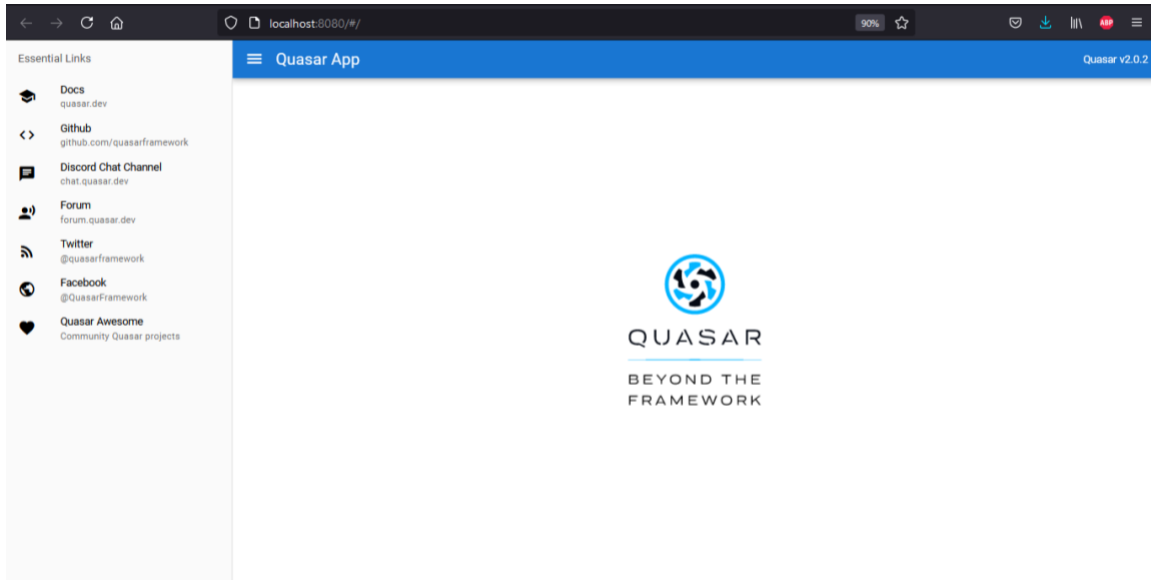 localhost:8080/#/
90%
ABP
Essential Links
Quasar App
Quasar v2.0.2
Docs
quasar.dev
Github
github.com/quasarframework
Discord Chat Channel
chat.quasar.dev
Forum
forum.quasar.dev
Twitter
@quasarframework
Facebook
@QuasarFramework
Quasar Awesome
Community Quasar projects
QUASAR
BEYOND THE
FRAMEWORK